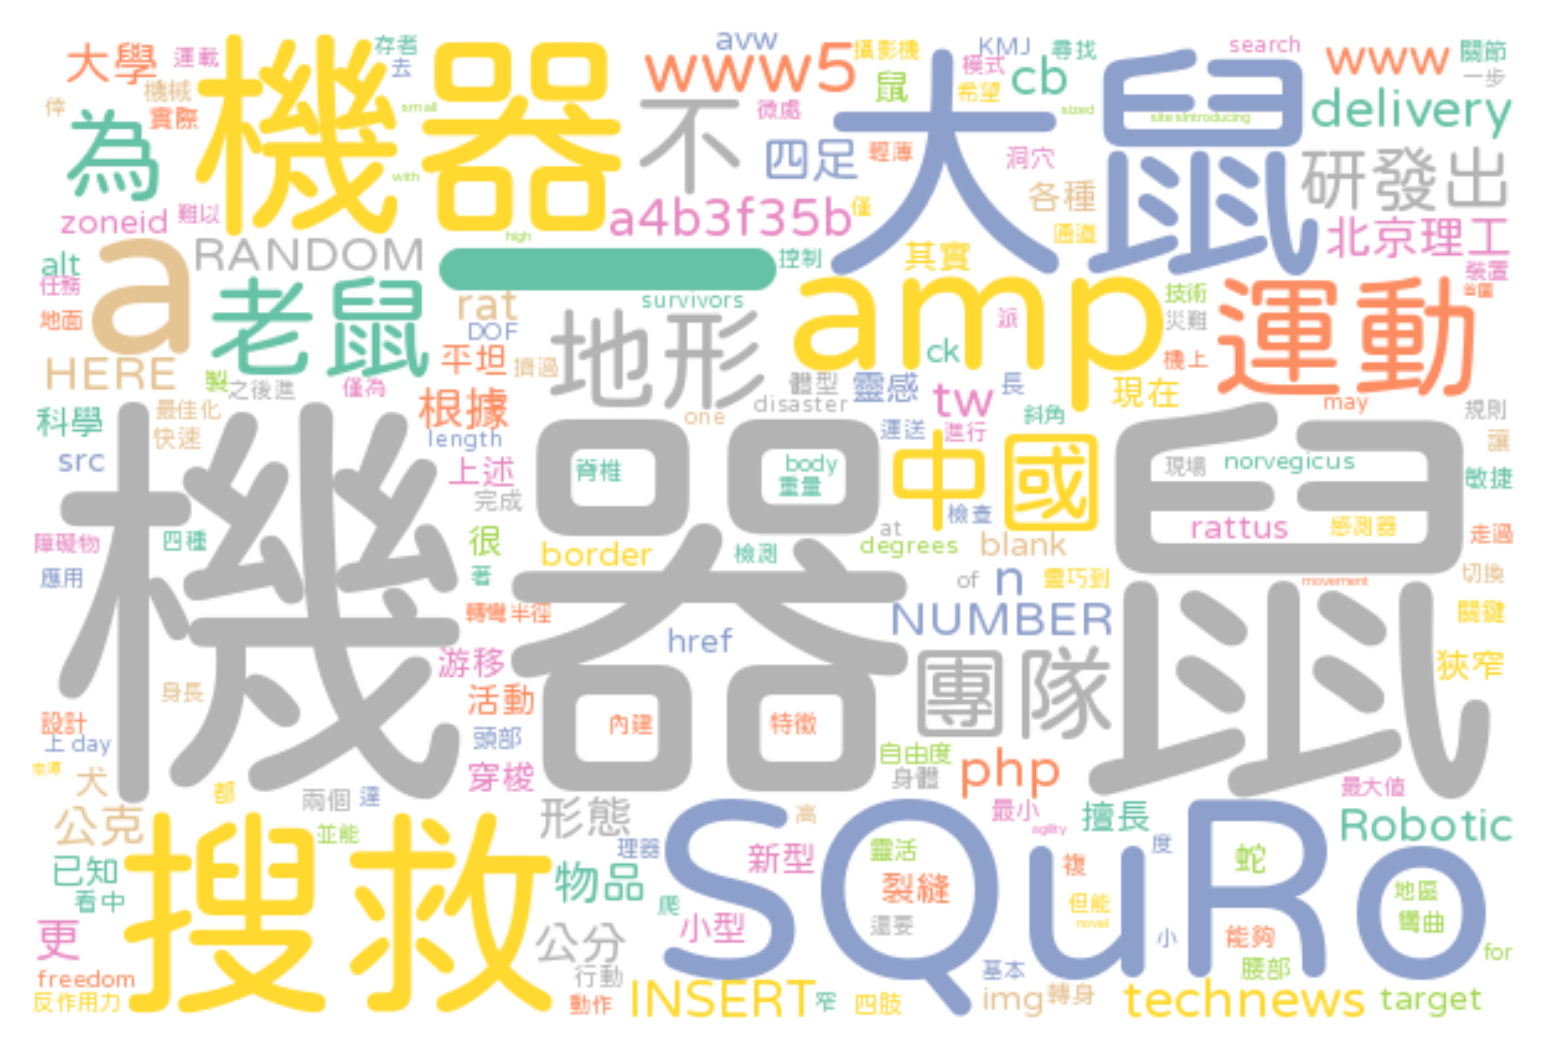 大學 運載 機器 存者 去 avw www5 攝影機 KMJ 尋找 search www 關節
倖 機械 實際 small 不 微處 鼠 模式 希望 cb sized 大鼠 sitesIntroducing delivery 一步
為 with 四足 輕薄 洞穴 各種 研發出
zoneid 難以 high a4b3f35b 僅 通道 北京理工
alt 任務 a RANDOM 一 控制 其實 裝置
地面 老鼠 rat survivors amp 派 技術 災難 運動
DOF 地形 ck 機上
HERE 製 之後進 僅為 平坦 擠過 體型 靈感 tw 長 現在
科學 最佳化 快速 根據 one disaster 運送 進行 斜角 may 規則
src length 上述 脊椎 body 重量 中國 現場 norvegicus 讓 敏捷
機器鼠 完成 檢查 rattus 感測器 走過
障礙物 四種 很 border 檢測 at degrees blank
應用 著 of n 靈巧到 movement 切換
轉彎半徑 href NUMBER 關鍵
游移 團隊 狹窄
身長 活動
設計 上 day 頭部 內建 特徵 自由度
犬 都 兩個 達 穿梭 身體 php 最大值
公克 並能 形態 高 最小 agility 擅長 Robotic
搜救 理器 SQuRo 新型 靈活 度
已知 看中 物品 爬 裂縫 複 蛇 地區
更 公分 小型 還要 但能 novel 小 能夠 彎曲
freedom 行動 基本 腰部 for
反作用力 動作 INSERT 窄 四肢 img 轉身 technews target